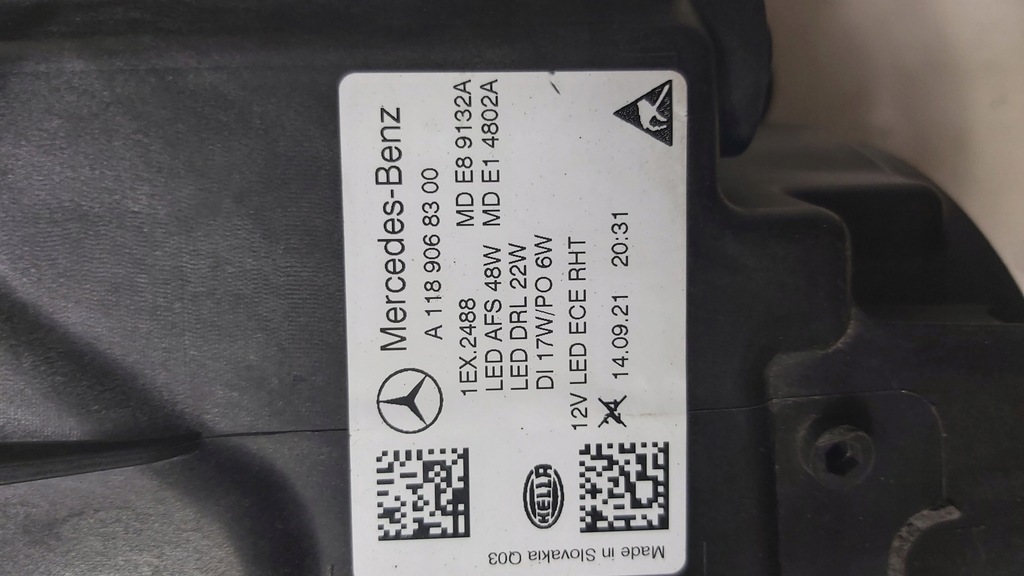 Mercedes-Benz
A 118 906 83 00
1EX.2488 MD E8 9132A
LED AFS 48W MD E1 4802A
LED DRL 22W
DI 17W/PO 6W
12V LED ECE RHT
14.09.21 20:31
HELLA
Made in Slovakia Q03